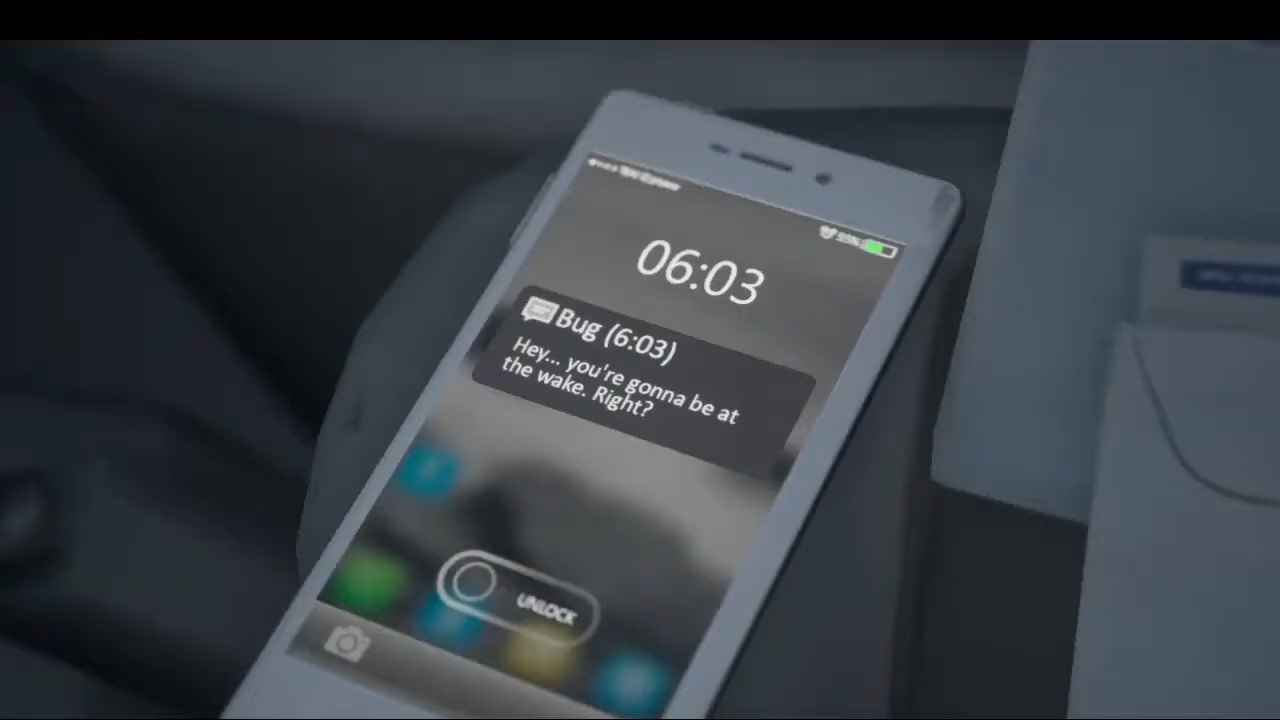 06:03
Bug (6:03)
Hey... you're gonna be at
the wake. Right?
UNLOCK